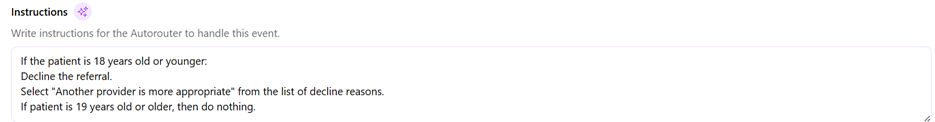 Instructions
Write instructions for the Autorouter to handle this event.
If the patient is 18 years old or younger:
Decline the referral.
Select "Another provider is more appropriate" from the list of decline reasons.
If patient is 19 years old or older, then do nothing.